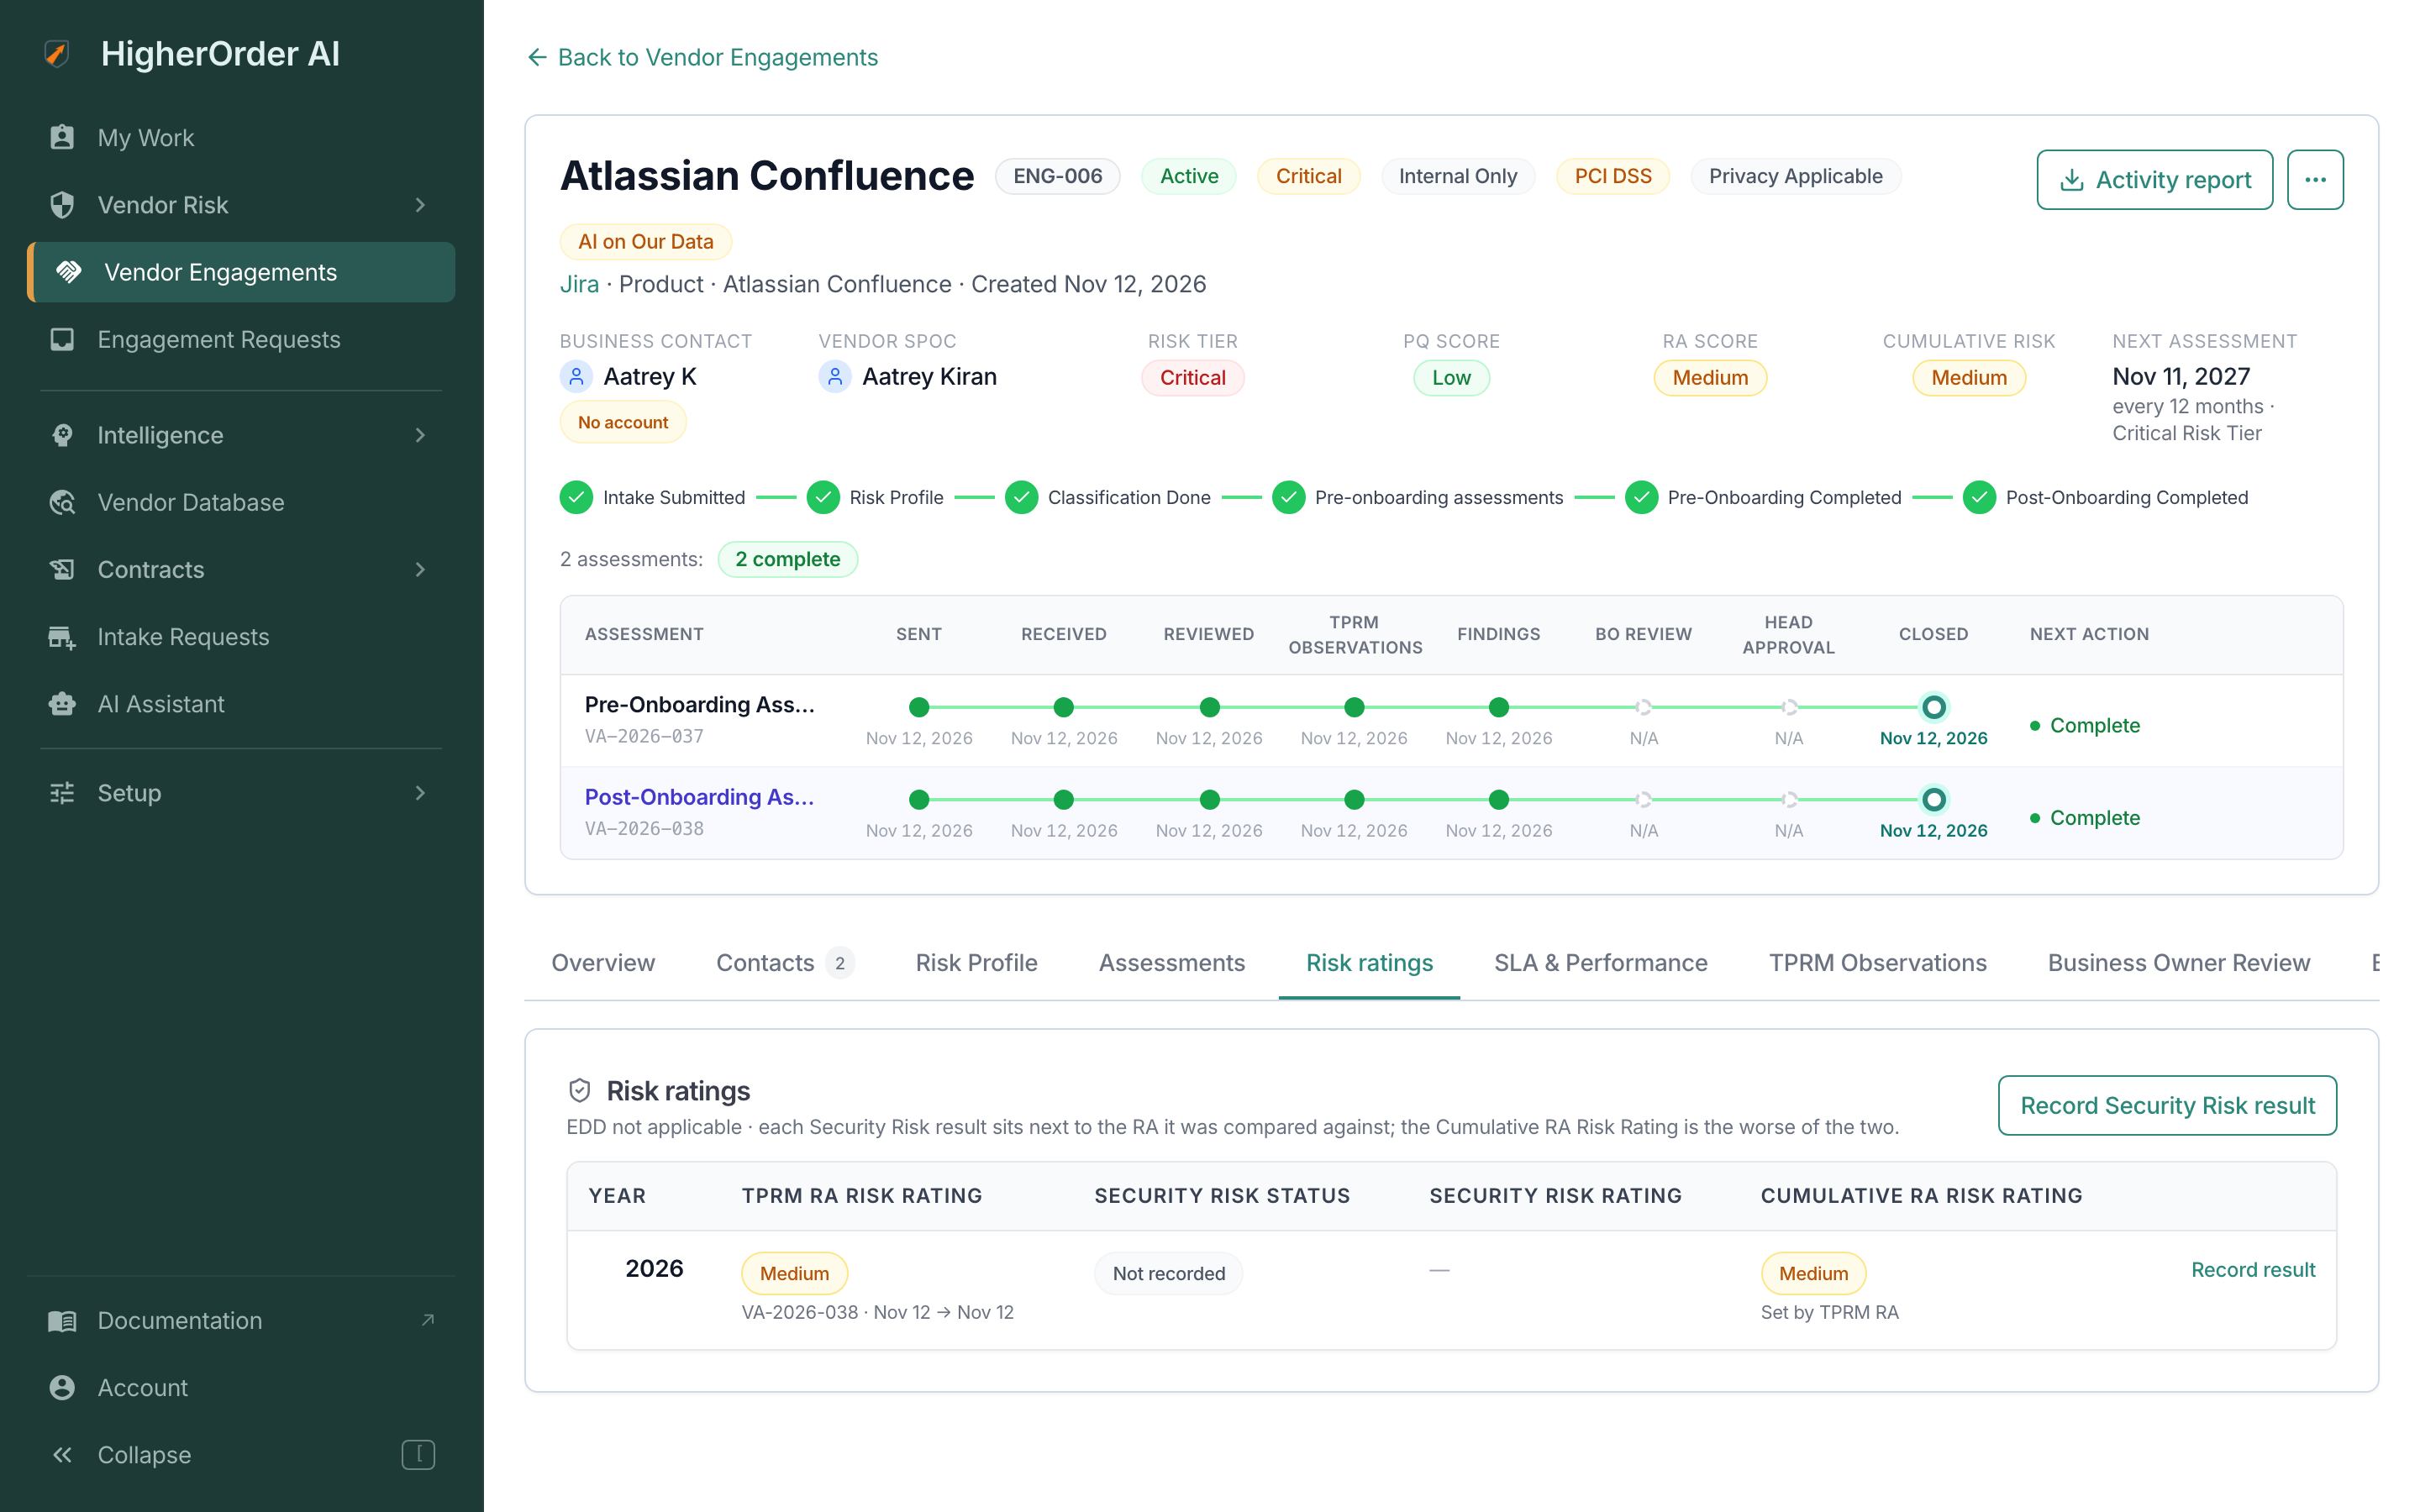 HigherOrder AI
My Work
Vendor Risk
Vendor Engagements
Engagement Requests
Intelligence
Vendor Database
Contracts
Intake Requests
AI Assistant
Setup
Documentation
Account
Collapse [
Back to Vendor Engagements
Atlassian Confluence ENG-006 Active Critical Internal Only PCI DSS Privacy Applicable Activity report
AI on Our Data
Jira · Product · Atlassian Confluence · Created Nov 12, 2026
BUSINESS CONTACT VENDOR SPOC RISK TIER PQ SCORE RA SCORE CUMULATIVE RISK NEXT ASSESSMENT
Aatrey K Aatrey Kiran Critical Low Medium Medium Nov 11, 2027
No account every 12 months ·
Critical Risk Tier
Intake Submitted Risk Profile Classification Done Pre-onboarding assessments Pre-Onboarding Completed Post-Onboarding Completed
2 assessments: 2 complete
ASSESSMENT SENT RECEIVED REVIEWED TPRM OBSERVATIONS FINDINGS BO REVIEW HEAD APPROVAL CLOSED NEXT ACTION
Pre-Onboarding Ass... Complete
VA-2026-037 Nov 12, 2026 Nov 12, 2026 Nov 12, 2026 Nov 12, 2026 Nov 12, 2026 N/A N/A Nov 12, 2026
Post-Onboarding As... Complete
VA-2026-038 Nov 12, 2026 Nov 12, 2026 Nov 12, 2026 Nov 12, 2026 Nov 12, 2026 N/A N/A Nov 12, 2026
Overview Contacts 2 Risk Profile Assessments Risk ratings SLA & Performance TPRM Observations Business Owner Review
Risk ratings Record Security Risk result
EDD not applicable · each Security Risk result sits next to the RA it was compared against; the Cumulative RA Risk Rating is the worse of the two.
YEAR TPRM RA RISK RATING SECURITY RISK STATUS SECURITY RISK RATING CUMULATIVE RA RISK RATING
2026 Medium Not recorded — Medium Record result
VA-2026-038 · Nov 12 → Nov 12 Set by TPRM RA